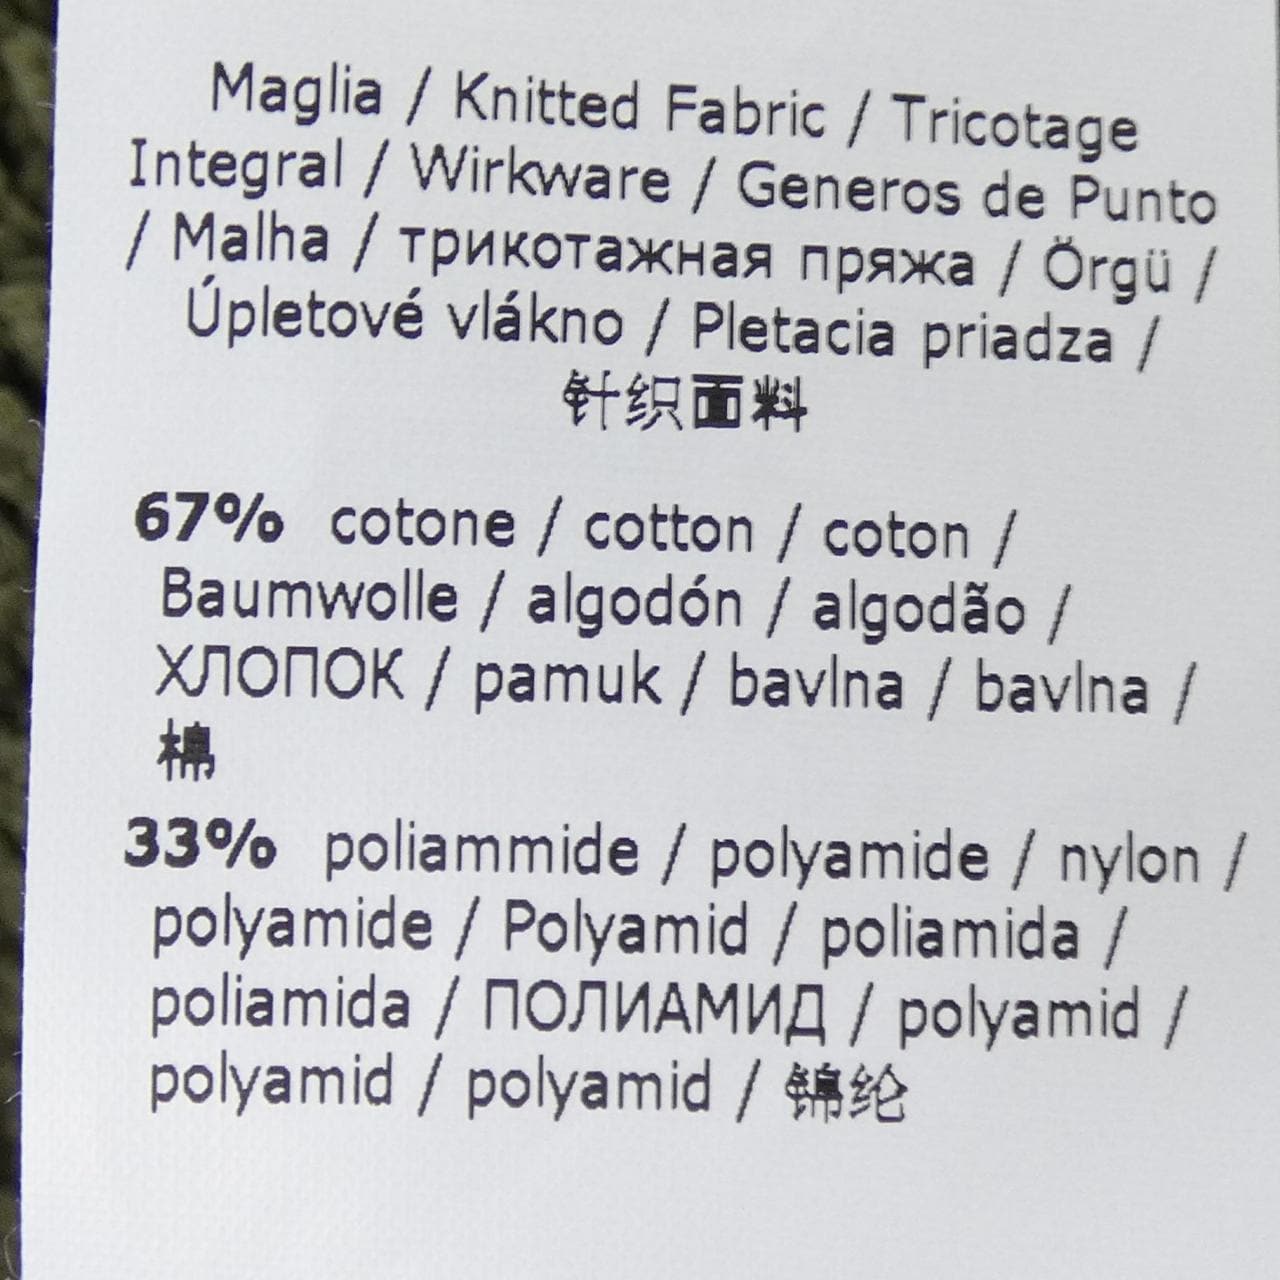 Maglia / Knitted Fabric / Tricotage
Integral / Wirkware / Generos de Punto
/ Malha / трикотажная пряжа / Örgü /
Úpletové vlákno / Pletacia priadza /
针织面料
67% cotone / cotton / coton /
Baumwolle / algodón / algodão /
ХЛОПОК / pamuk / bavlna / bavlna /
棉
33% poliammide / polyamide / nylon /
polyamide / Polyamid / poliamida /
poliamida / ПОЛИАМИД / polyamid /
polyamid / polyamid / 锦纶